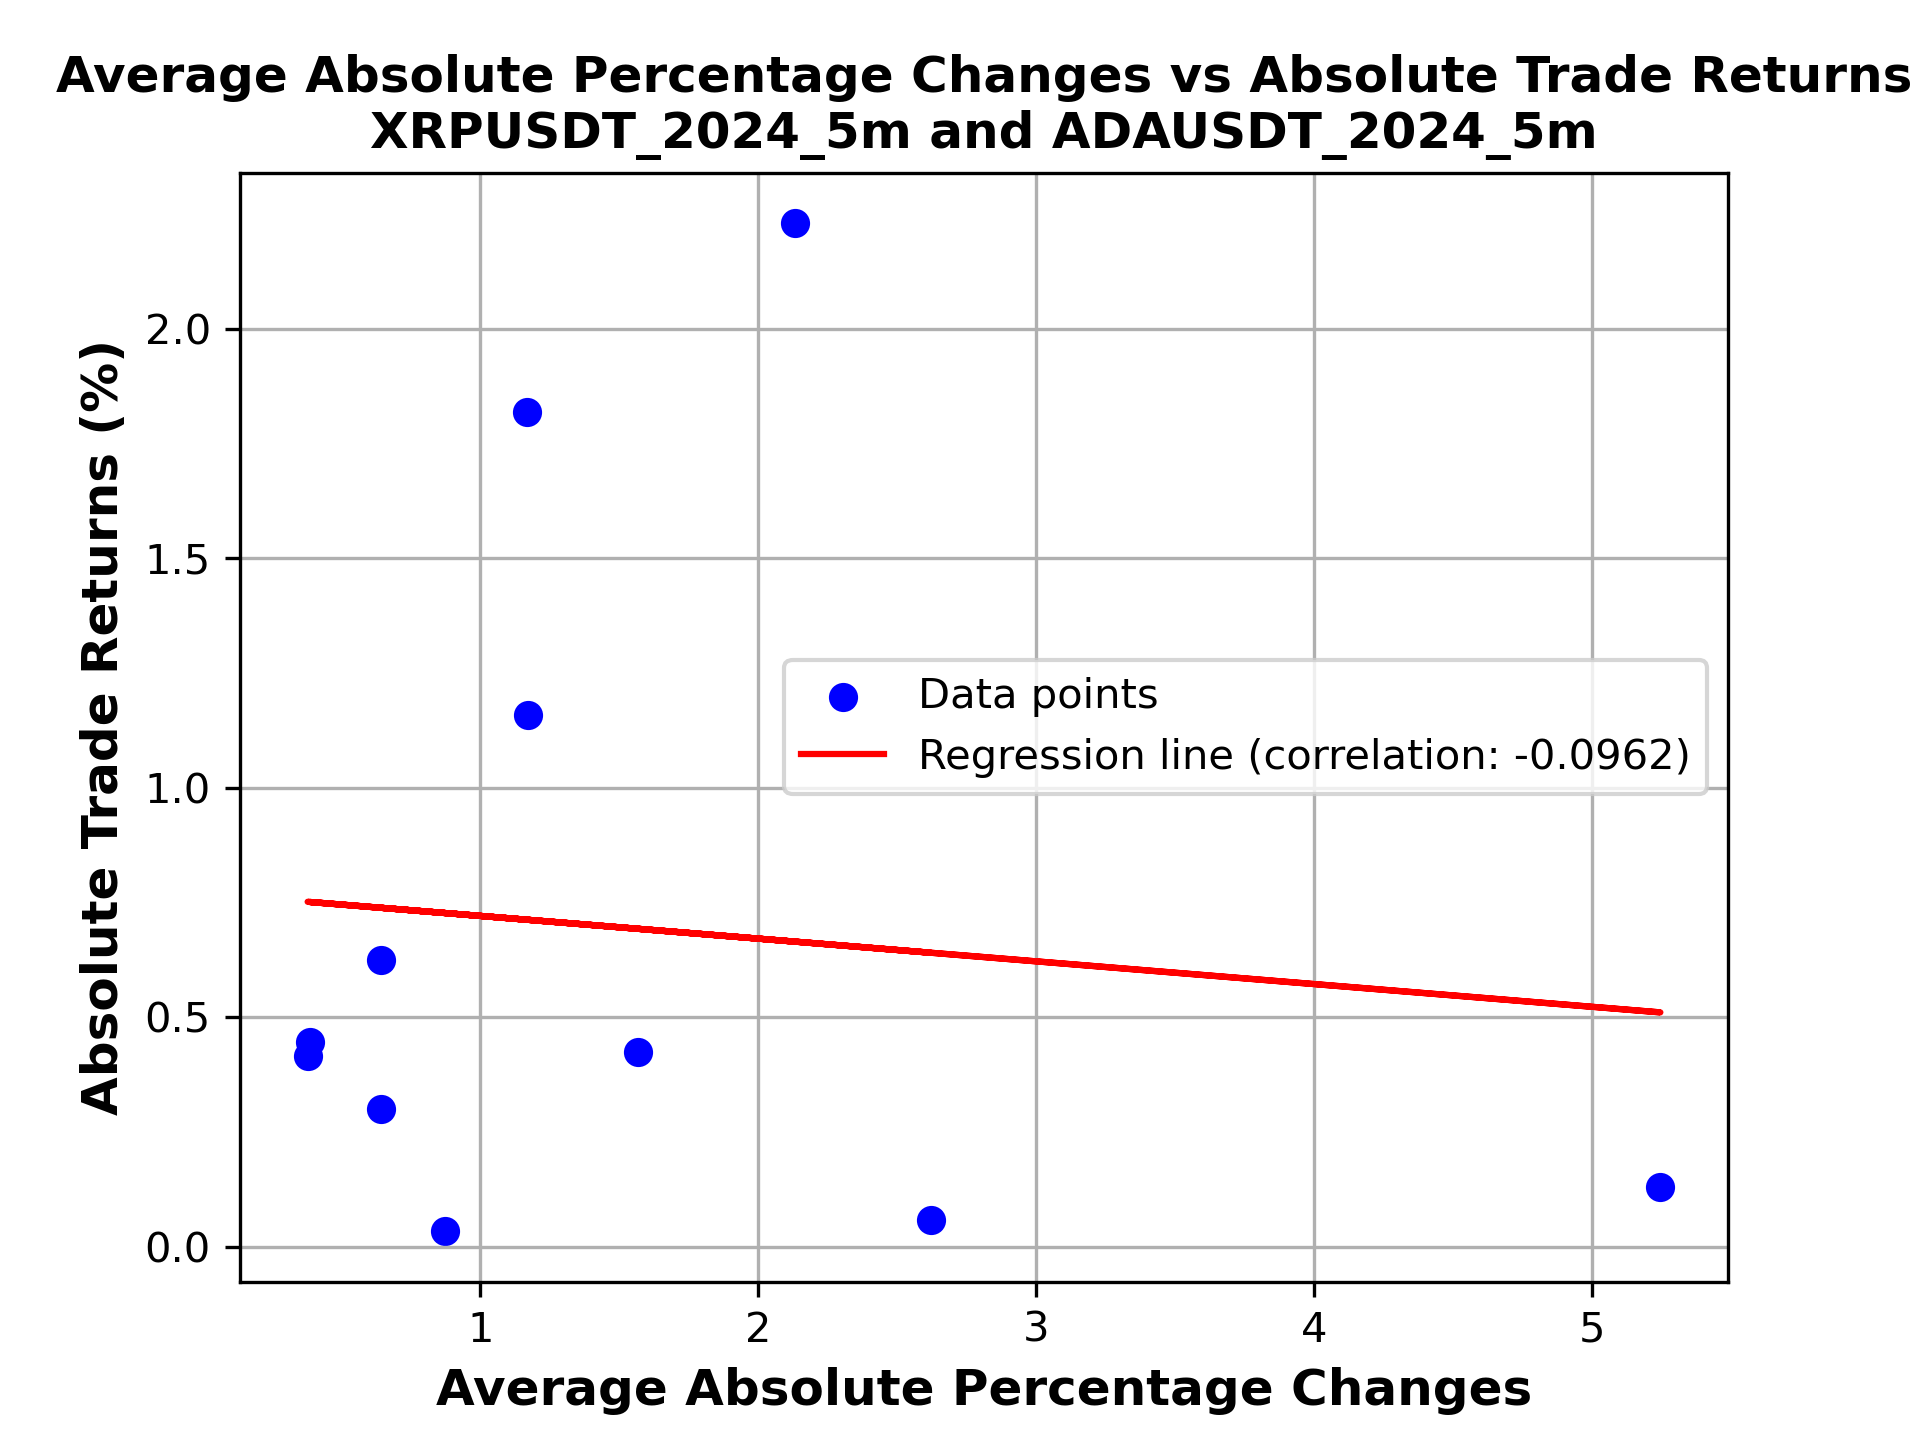 Average Absolute Percentage Changes vs Absolute Trade Returns
XRPUSDT_2024_5m and ADAUSDT_2024_5m
Absolute Trade Returns (%)
2.0
1.5
1.0
0.5
0.0
Data points
Regression line (correlation: -0.0962)
1 2 3 4 5
Average Absolute Percentage Changes